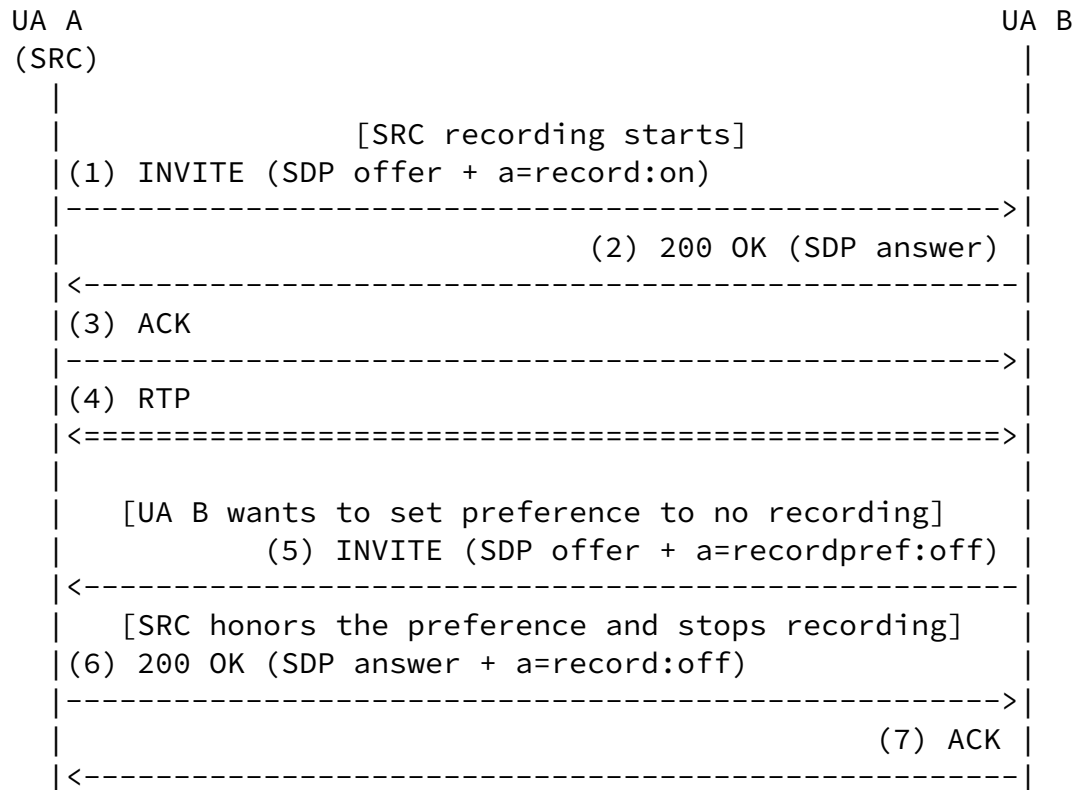 UA A UA B
(SRC)
[SRC recording starts]
(1) INVITE (SDP offer + a=record:on)
(2) 200 OK (SDP answer)
(3) ACK
(4) RTP
[UA B wants to set preference to no recording]
(5) INVITE (SDP offer + a=recordpref:off)
[SRC honors the preference and stops recording]
(6) 200 OK (SDP answer + a=record:off)
(7) ACK